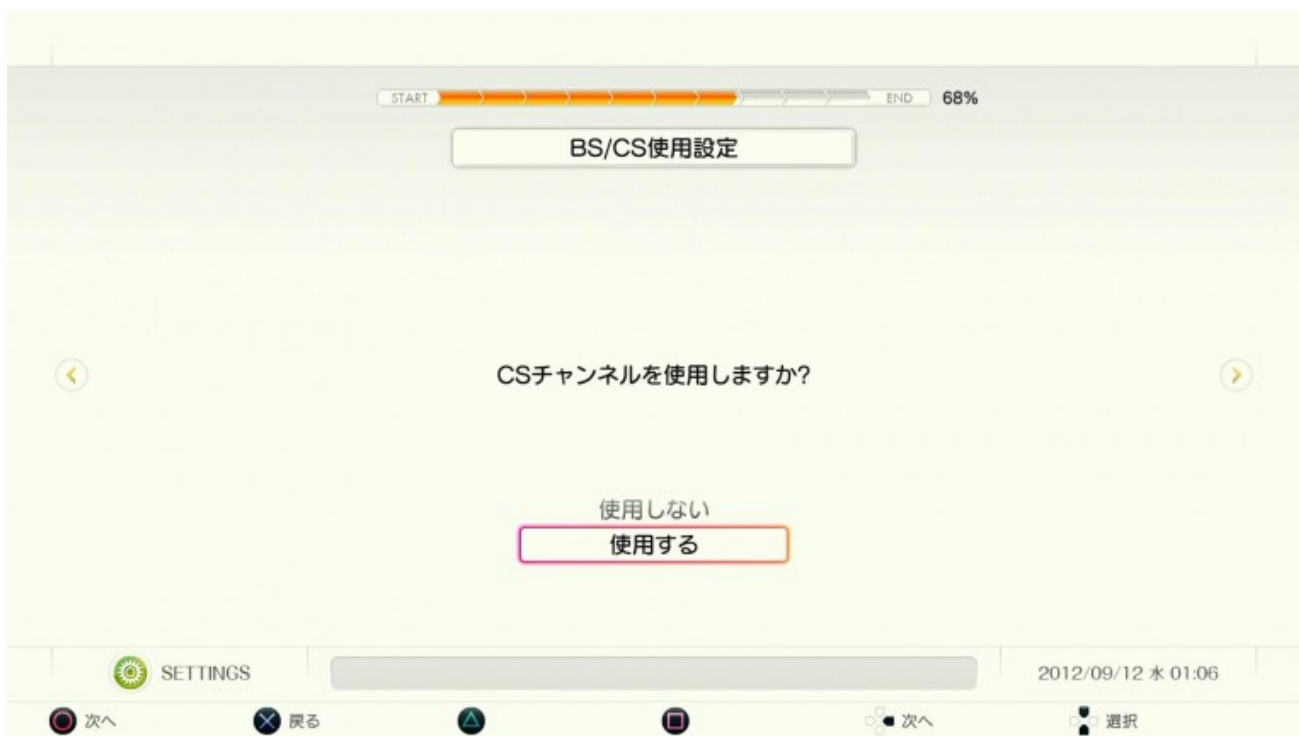 START END 68%
BS/CS使用設定
CSチャンネルを使用しますか?
使用しない
使用する
SETTINGS 2012/09/12 水 01:06
次へ 戻る 次へ 選択